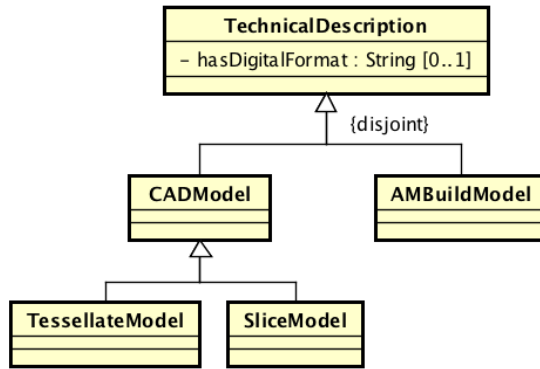 TechnicalDescription
– hasDigitalFormat : String [0..1]
{disjoint}
CADModel
AMBuildModel
TessellateModel
SliceModel